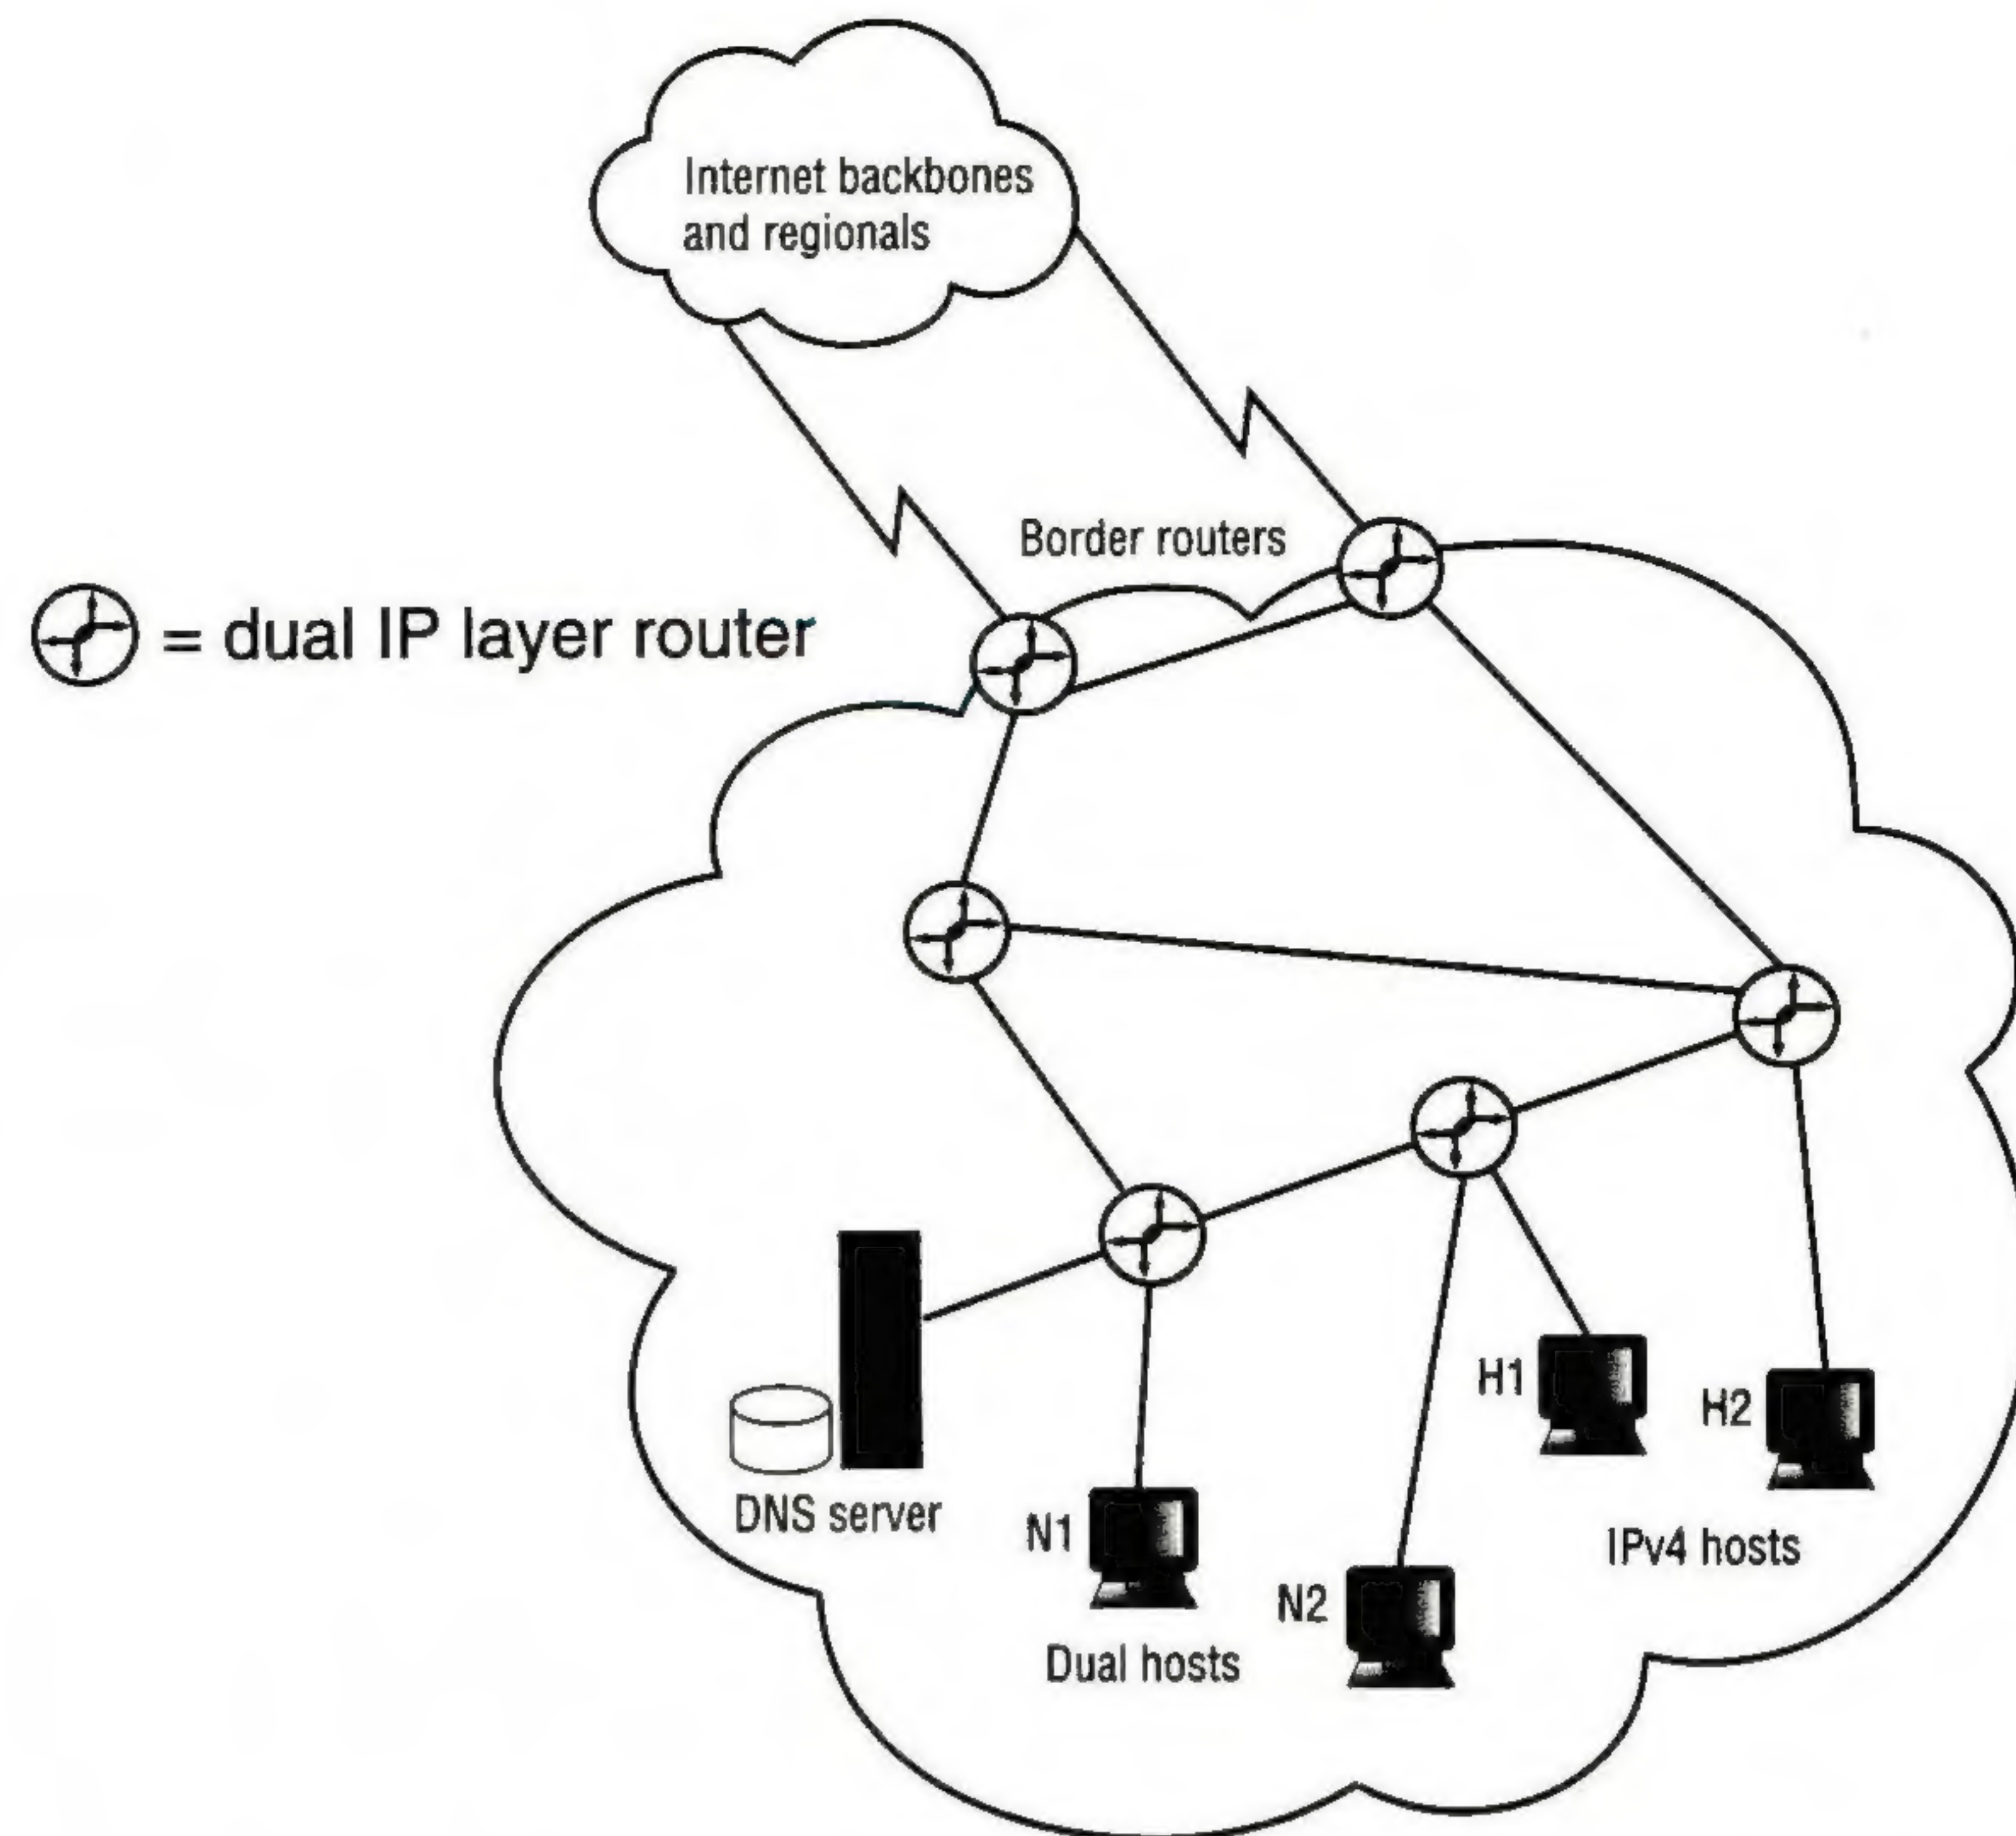 Internet backbones
and regionals
Border routers
= dual IP layer router
DNS server
N1
Dual hosts
N2
H1
H2
IPv4 hosts